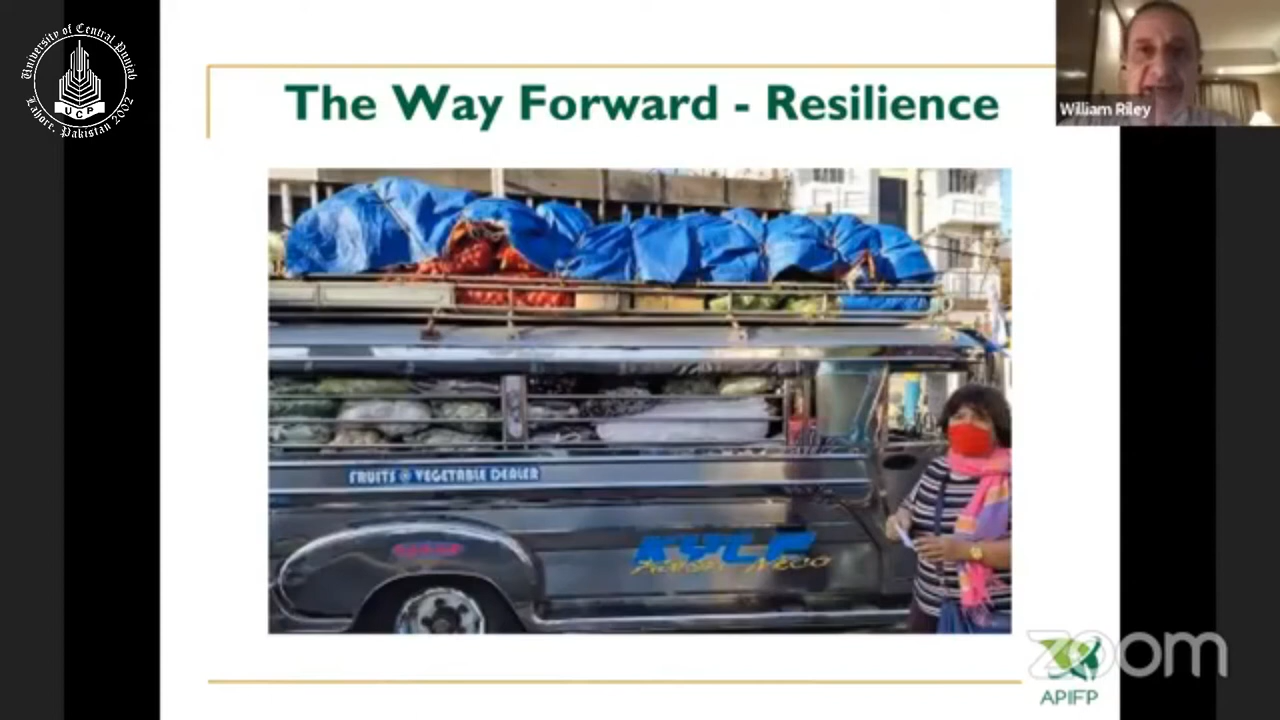 University of Central Punjab
UCP
Lahore, Pakistan 2002
The Way Forward - Resilience
William Riley
FRUITS VEGETABLE DEALER
KYLE
zoom
APIFP